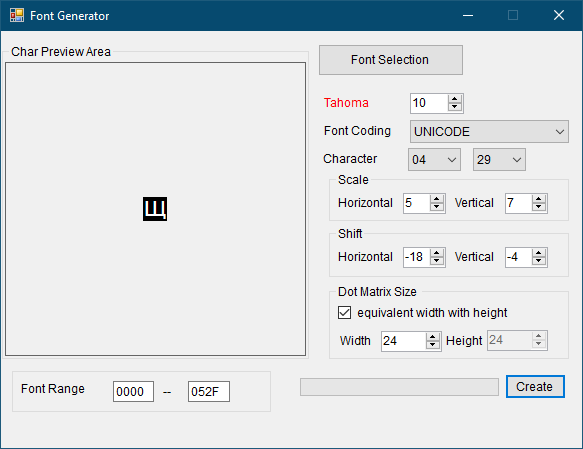 Font Generator
Char Preview Area
Щ
Font Selection
Tahoma 10
Font Coding UNICODE
Character 04 29
Scale
Horizontal 5 Vertical 7
Shift
Horizontal -18 Vertical -4
Dot Matrix Size
equivalent width with height
Width 24 Height 24
Font Range 0000 -- 052F
Create